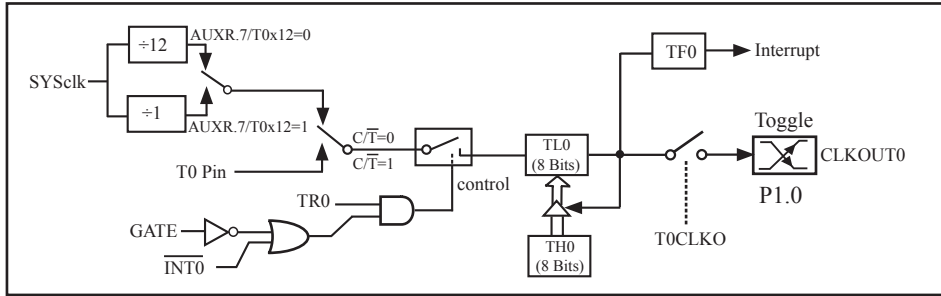 ÷12
AUXR.7/T0x12=0
SYSclk
÷1
AUXR.7/T0x12=1
C/T̅=0
C/T̅=1
T0 Pin
control
TR0
GATE
I̅N̅T̅0̅
TL0
(8 Bits)
TH0
(8 Bits)
TF0
Interrupt
Toggle
CLKOUT0
P1.0
T0CLKO